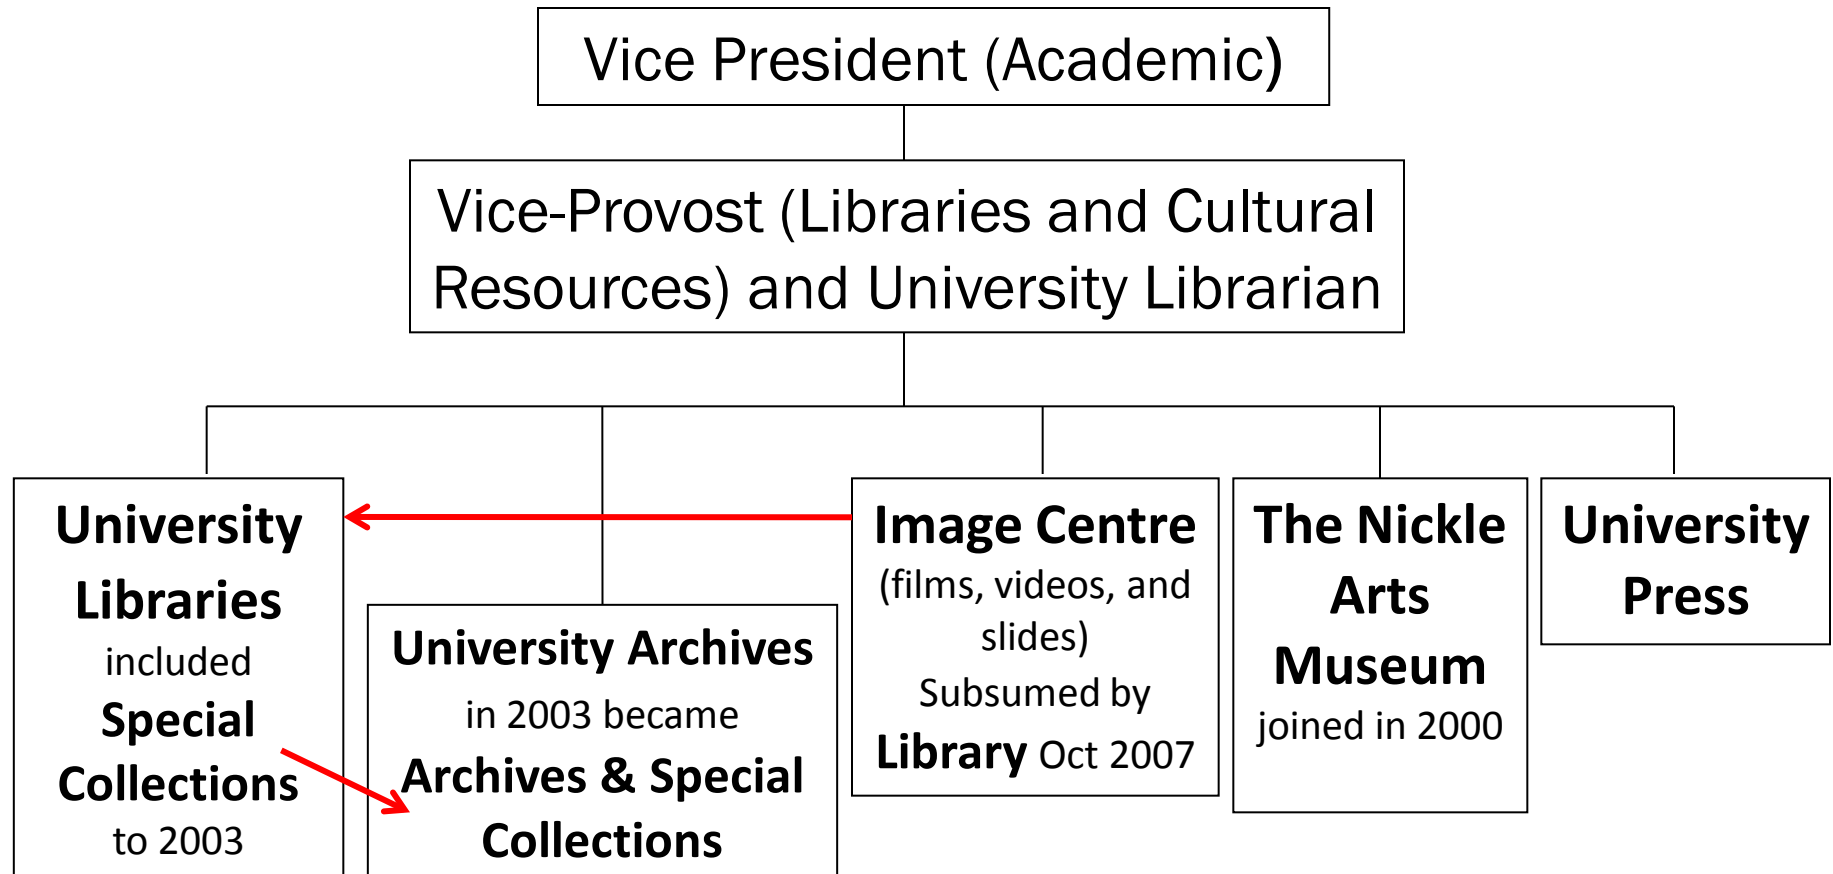 Vice President (Academic)
Vice-Provost (Libraries and Cultural
Resources) and University Librarian
University
Libraries
included
Special
Collections
to 2003
University Archives
in 2003 became
Archives & Special
Collections
Image Centre
(films, videos, and
slides)
Subsumed by
Library Oct 2007
The Nickle
Arts
Museum
joined in 2000
University
Press